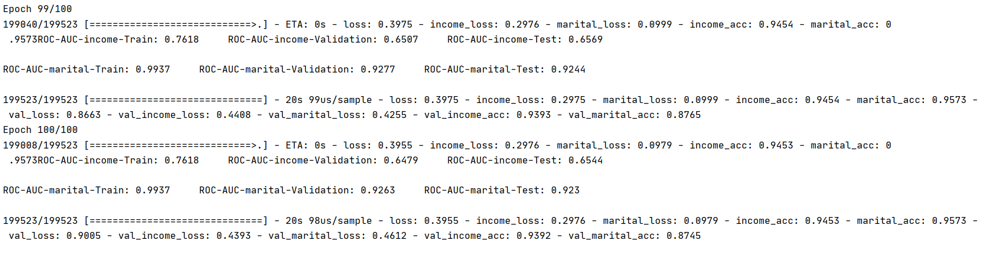 Epoch 99/100
199040/199523 [============================>.] - ETA: 0s - loss: 0.3975 - income_loss: 0.2976 - marital_loss: 0.0999 - income_acc: 0.9454 - marital_acc: 0
.9573ROC-AUC-income-Train: 0.7618     ROC-AUC-income-Validation: 0.6507     ROC-AUC-income-Test: 0.6569
ROC-AUC-marital-Train: 0.9937     ROC-AUC-marital-Validation: 0.9277     ROC-AUC-marital-Test: 0.9244
199523/199523 [==============================] - 20s 99us/sample - loss: 0.3975 - income_loss: 0.2975 - marital_loss: 0.0999 - income_acc: 0.9454 - marital_acc: 0.9573 -
val_loss: 0.8663 - val_income_loss: 0.4408 - val_marital_loss: 0.4255 - val_income_acc: 0.9393 - val_marital_acc: 0.8765
Epoch 100/100
199008/199523 [============================>.] - ETA: 0s - loss: 0.3955 - income_loss: 0.2976 - marital_loss: 0.0979 - income_acc: 0.9453 - marital_acc: 0
.9573ROC-AUC-income-Train: 0.7618     ROC-AUC-income-Validation: 0.6479     ROC-AUC-income-Test: 0.6544
ROC-AUC-marital-Train: 0.9937     ROC-AUC-marital-Validation: 0.9263     ROC-AUC-marital-Test: 0.923
199523/199523 [==============================] - 20s 98us/sample - loss: 0.3955 - income_loss: 0.2976 - marital_loss: 0.0979 - income_acc: 0.9453 - marital_acc: 0.9573 -
val_loss: 0.9005 - val_income_loss: 0.4393 - val_marital_loss: 0.4612 - val_income_acc: 0.9392 - val_marital_acc: 0.8745